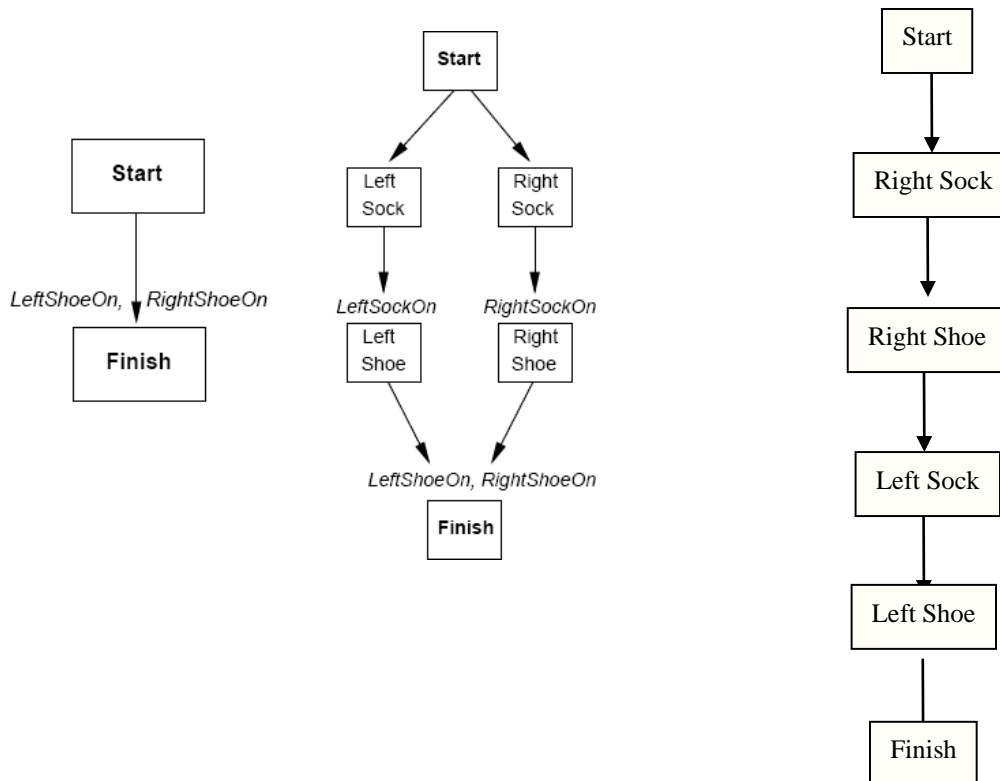 Start
LeftShoeOn, RightShoeOn
Finish
Start
Left
Sock
Right
Sock
LeftSockOn
RightSockOn
Left
Shoe
Right
Shoe
LeftShoeOn, RightShoeOn
Finish
Start
Right Sock
Right Shoe
Left Sock
Left Shoe
Finish